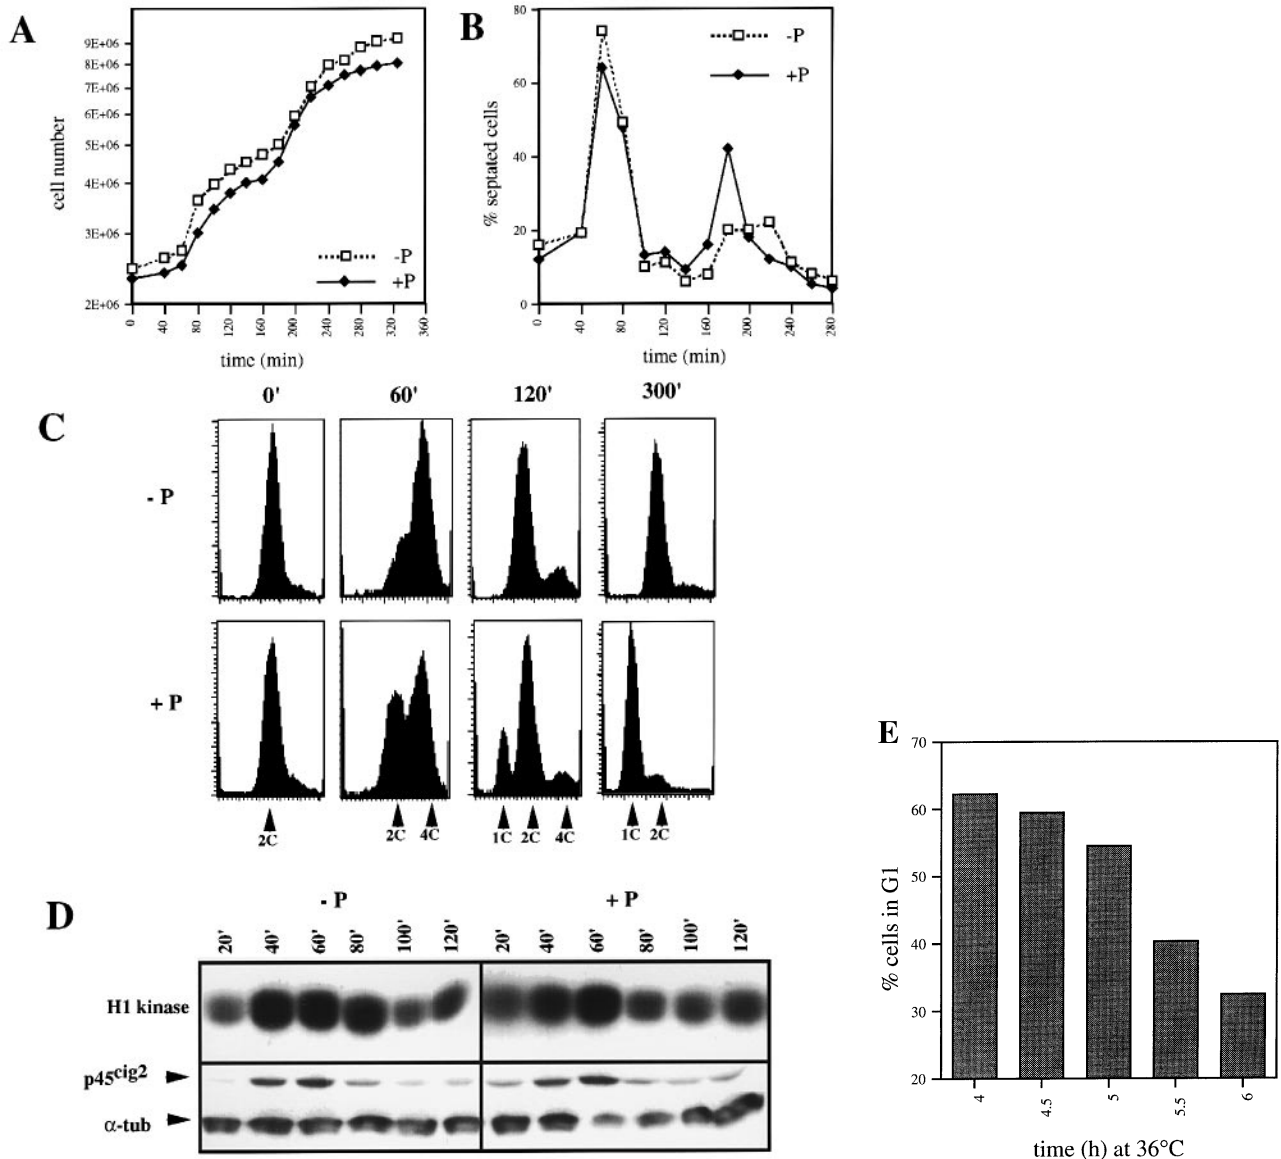 A
9E+06
8E+06
7E+06
6E+06
5E+06
4E+06
3E+06
2E+06
cell number
-P
+P
0
40
80
120
160
200
240
280
320
360
time (min)
B
80
60
40
20
0
% septated cells
-P
+P
0
40
80
120
160
200
240
280
time (min)
C
0'
60'
120'
300'
- P
+ P
2C
2C 4C
1C 2C 4C
1C 2C
D
- P
+ P
20' 40' 60' 80' 100' 120'
20' 40' 60' 80' 100' 120'
H1 kinase
p45cig2
α-tub
E
70
60
50
40
30
20
% cells in G1
4
4.5
5
5.5
6
time (h) at 36°C